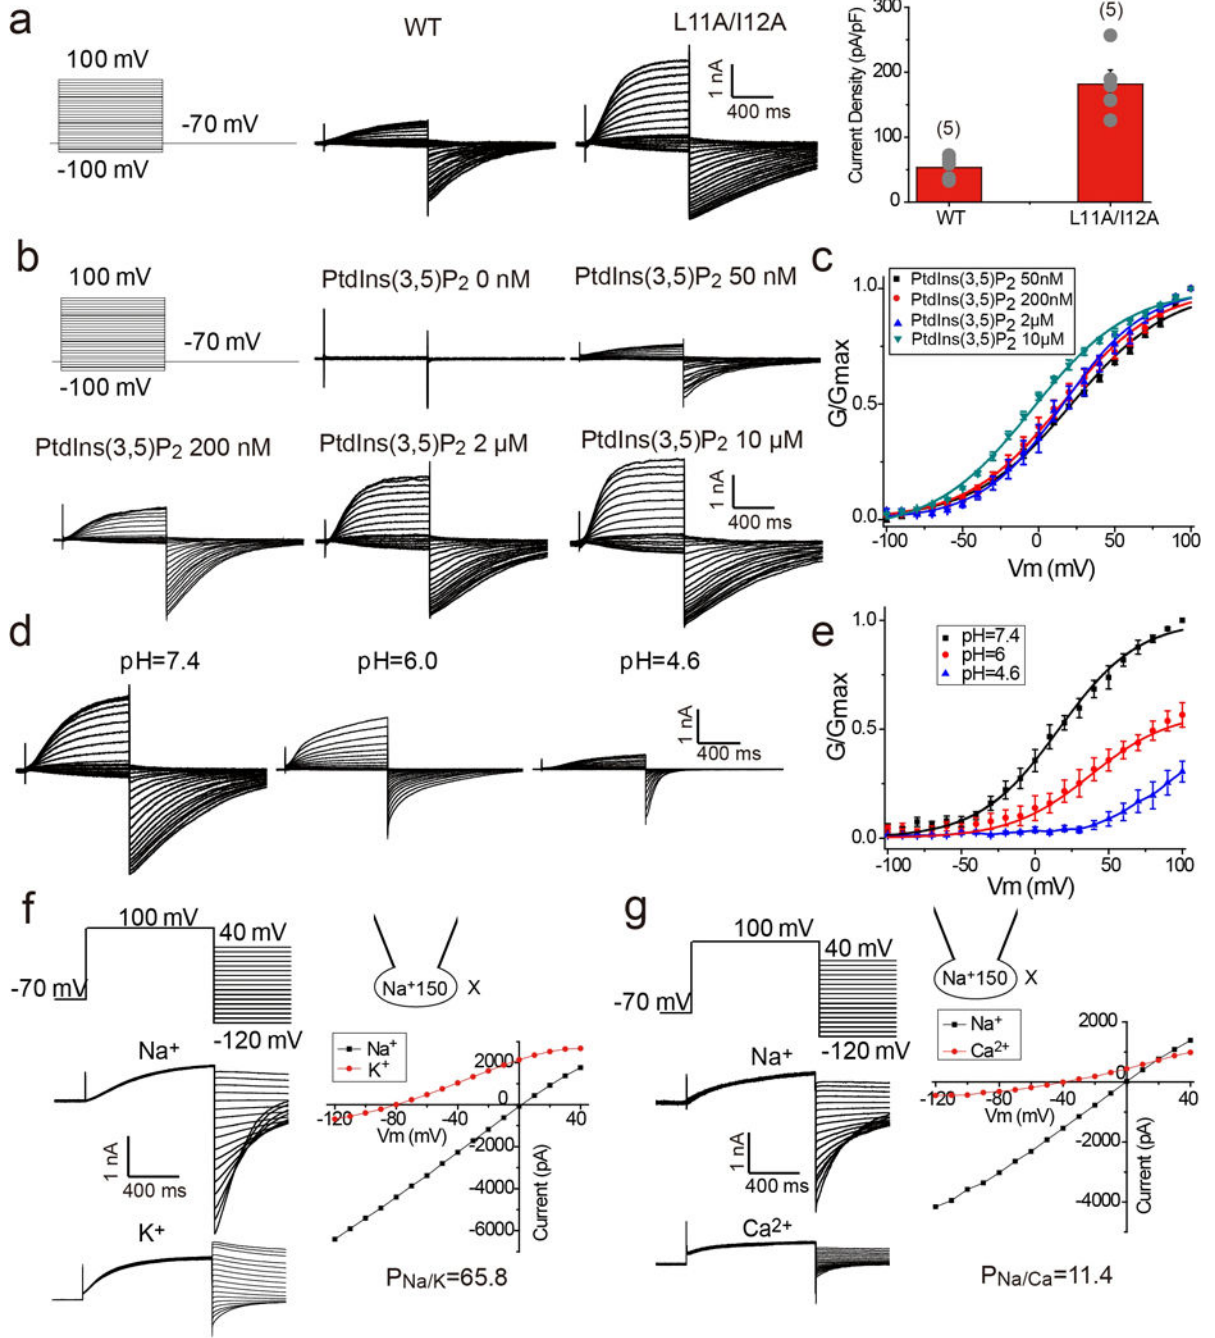 a
WT
L11A/I12A
100 mV
-70 mV
-100 mV
1 nA
400 ms
Current Density (pA/pF)
300
200
100
0
(5)
(5)
WT
L11A/I12A
b
100 mV
-70 mV
-100 mV
PtdIns(3,5)P2 0 nM
PtdIns(3,5)P2 50 nM
PtdIns(3,5)P2 200 nM
PtdIns(3,5)P2 2 µM
PtdIns(3,5)P2 10 µM
1 nA
400 ms
c
PtdIns(3,5)P2 50nM
PtdIns(3,5)P2 200nM
PtdIns(3,5)P2 2µM
PtdIns(3,5)P2 10µM
G/Gmax
1.0
0.5
0.0
-100 -50 0 50 100
Vm (mV)
d
pH=7.4
pH=6.0
pH=4.6
1 nA
400 ms
e
pH=7.4
pH=6
pH=4.6
G/Gmax
1.0
0.5
0.0
-100 -50 0 50 100
Vm (mV)
f
100 mV
40 mV
-70 mV
-120 mV
Na+150 X
Na+
1 nA
400 ms
K+
Na+
K+
2000
0
-2000
-4000
-6000
-120 -80 -40 0 40
Vm (mV)
Current (pA)
PNa/K=65.8
g
100 mV
40 mV
-70 mV
-120 mV
Na+150 X
Na+
1 nA
400 ms
Ca2+
Na+
Ca2+
2000
0
-2000
-4000
-120 -80 -40 0 40
Vm (mV)
Current (pA)
PNa/Ca=11.4